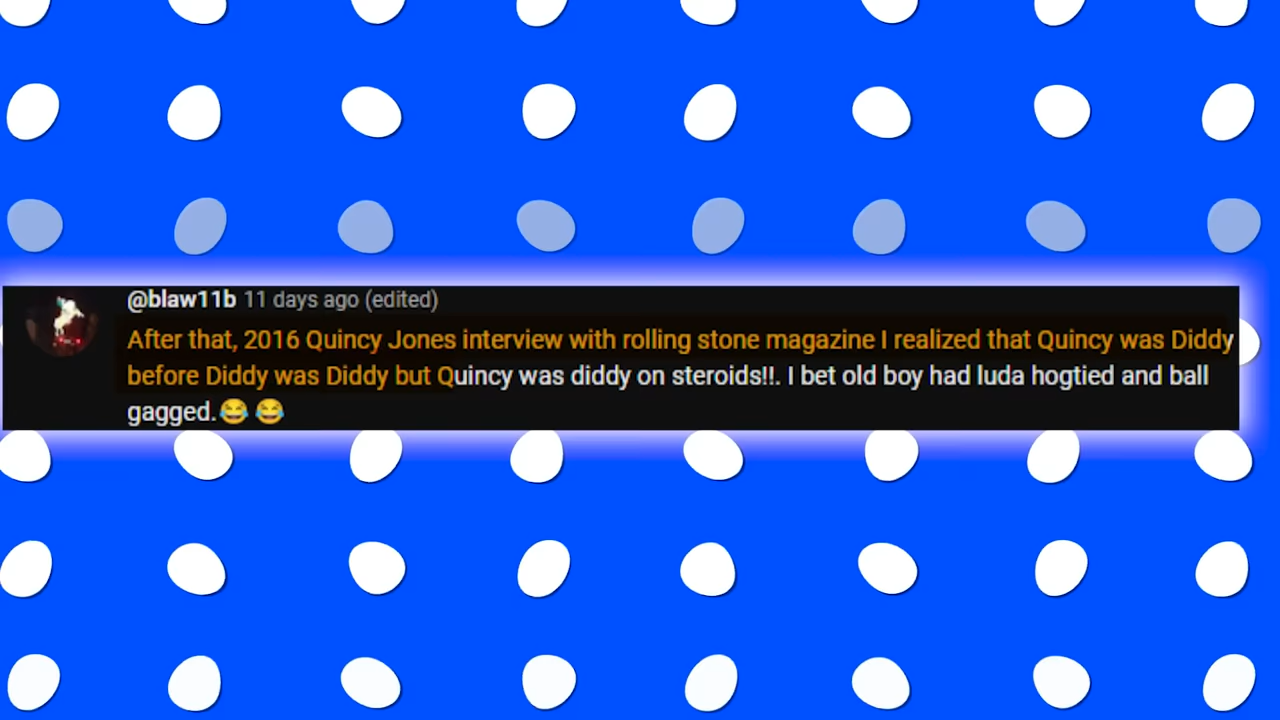 @blaw11b 11 days ago (edited)
After that, 2016 Quincy Jones interview with rolling stone magazine I realized that Quincy was Diddy
before Diddy was Diddy but Quincy was diddy on steroids!!. I bet old boy had luda hogtied and ball
gagged.😂 😂